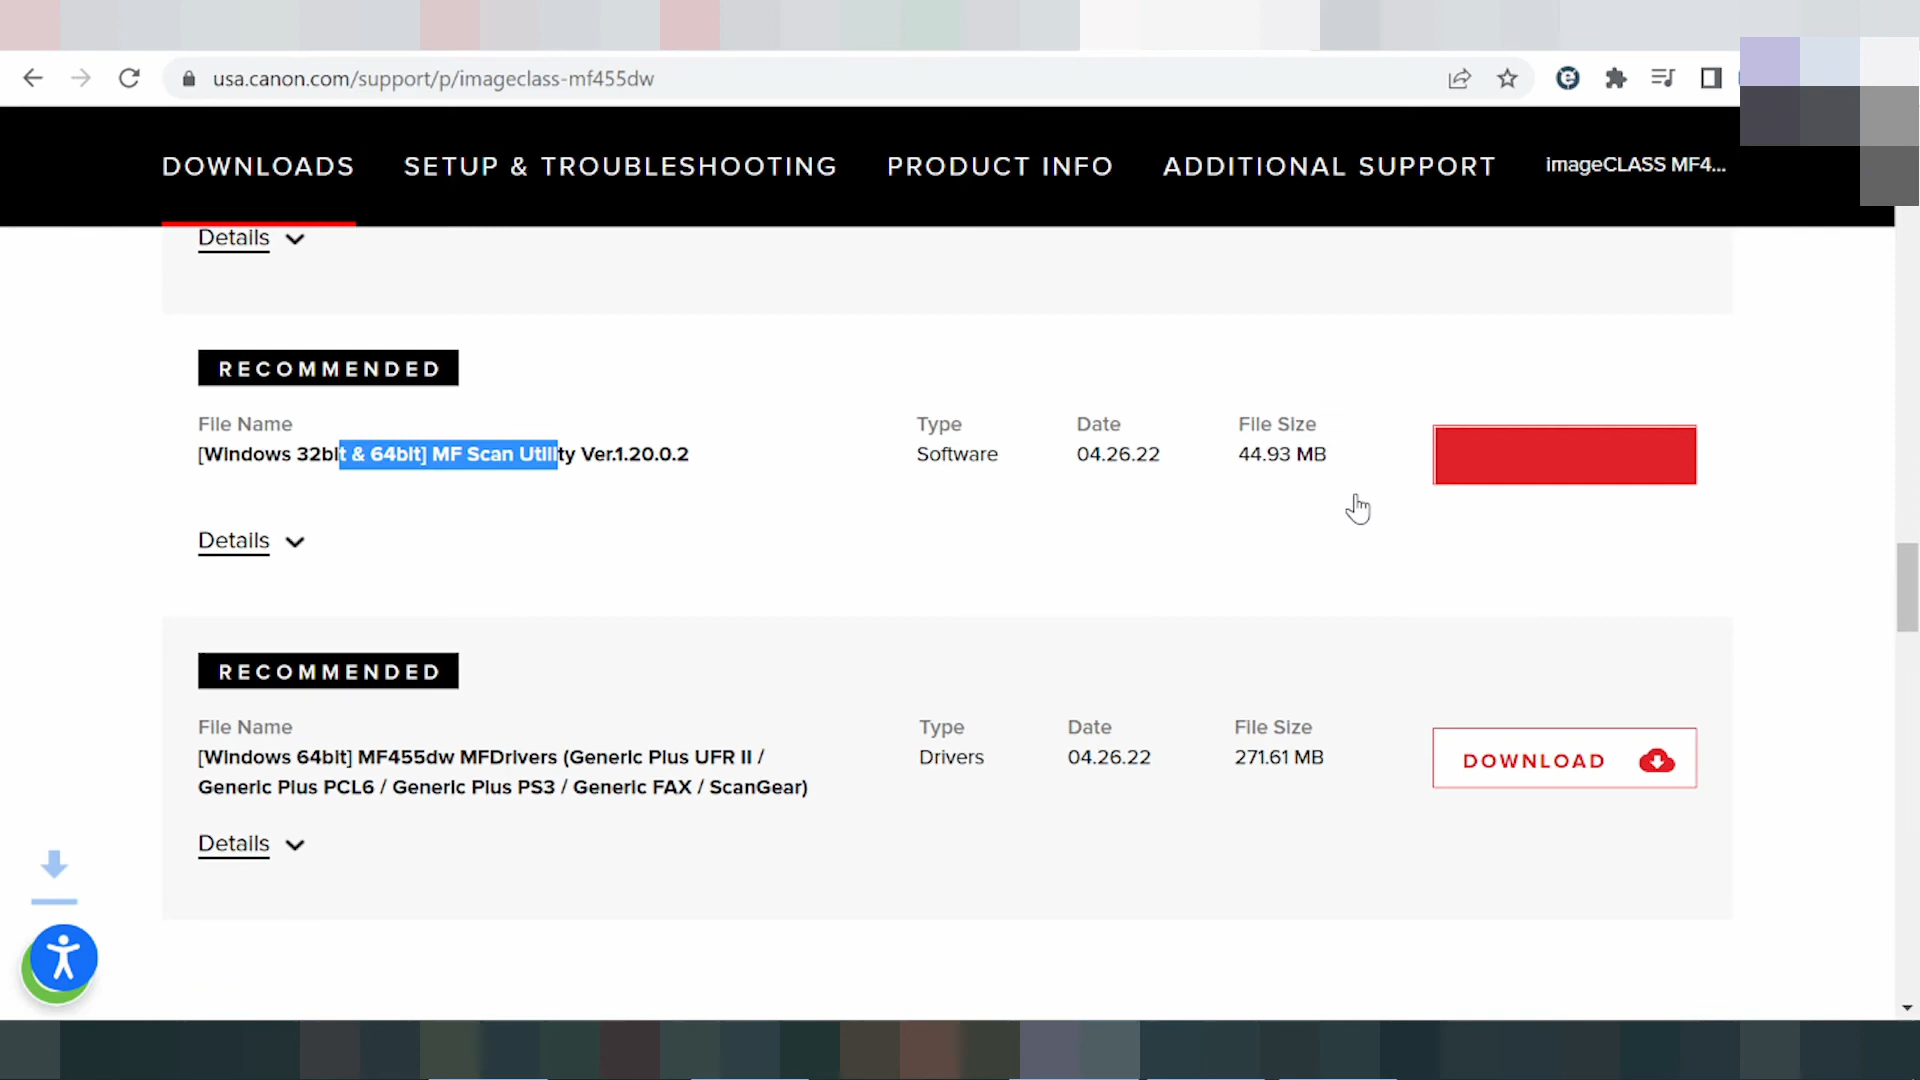 usa.canon.com/support/p/imageclass-mf455dw
DOWNLOADS SETUP & TROUBLESHOOTING PRODUCT INFO ADDITIONAL SUPPORT imageCLASS MF4...
Details
RECOMMENDED
File Name Type Date File Size
[Windows 32bit & 64bit] MF Scan Utility Ver.1.20.0.2 Software 04.26.22 44.93 MB
Details
RECOMMENDED
File Name Type Date File Size
[Windows 64bit] MF455dw MFDrivers (Generic Plus UFR II / Drivers 04.26.22 271.61 MB DOWNLOAD
Generic Plus PCL6 / Generic Plus PS3 / Generic FAX / ScanGear)
Details